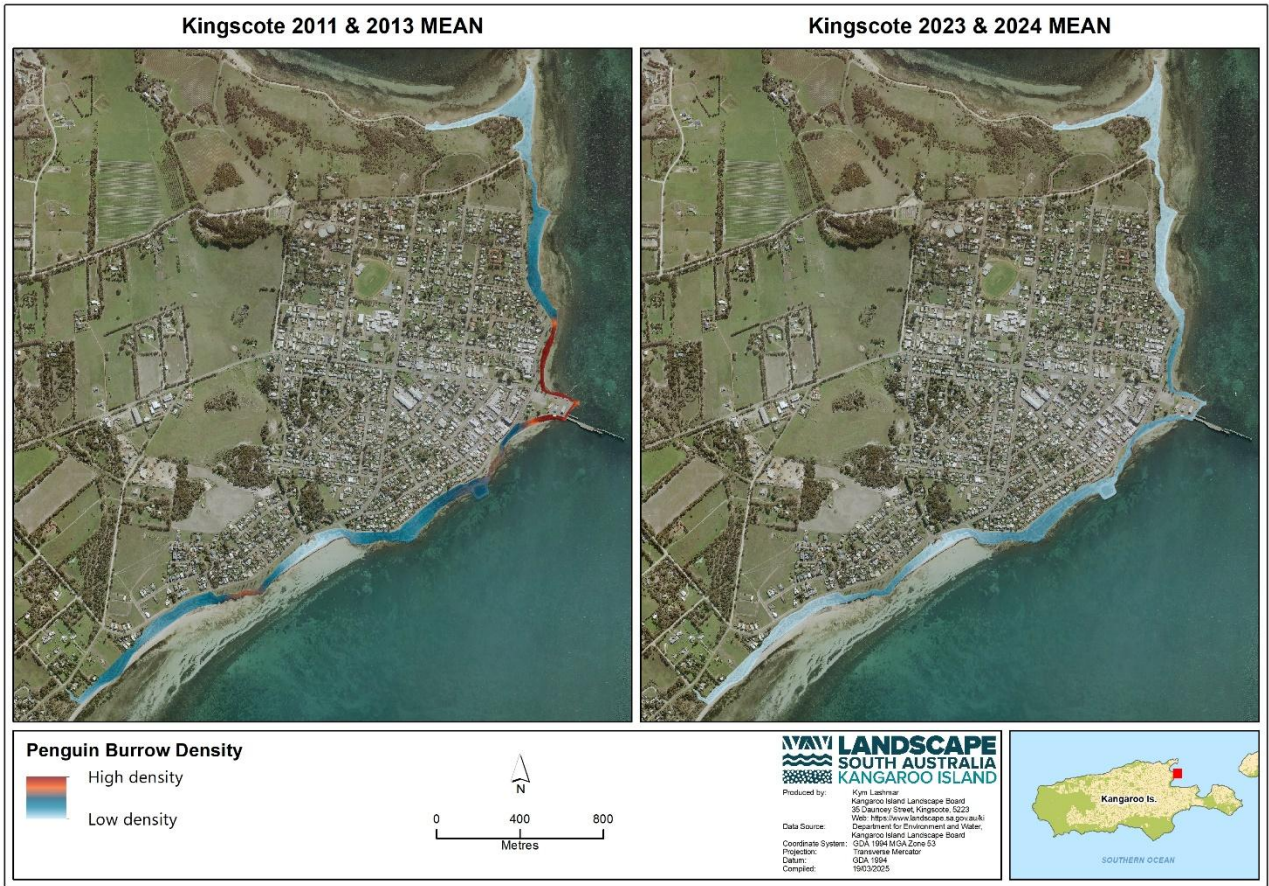 Kingscote 2011 & 2013 MEAN
Kingscote 2023 & 2024 MEAN
Penguin Burrow Density
High density
Low density
N
0 400 800
Metres
LANDSCAPE
SOUTH AUSTRALIA
KANGAROO ISLAND
Produced by: Kym Lashmar
Kangaroo Island Landscape Board
35 Dauncey Street, Kingscote, 5223
Web: https://www.landscape.sa.gov.au/ki
Data Source: Department for Environment and Water,
Kangaroo Island Landscape Board
Coordinate System: GDA 1994 MGA Zone 53
Projection: Transverse Mercator
Datum: GDA 1994
Compiled: 19/03/2025
Kangaroo Is.
SOUTHERN OCEAN